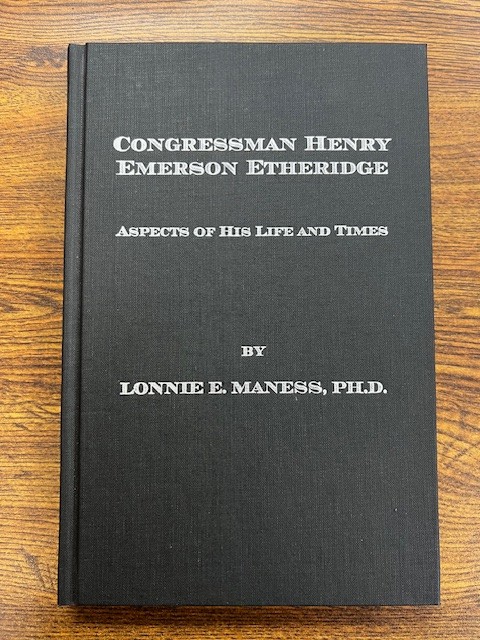 Congressman Henry
Emerson Etheridge
Aspects of His Life and Times
by
Lonnie E. Maness, Ph.D.